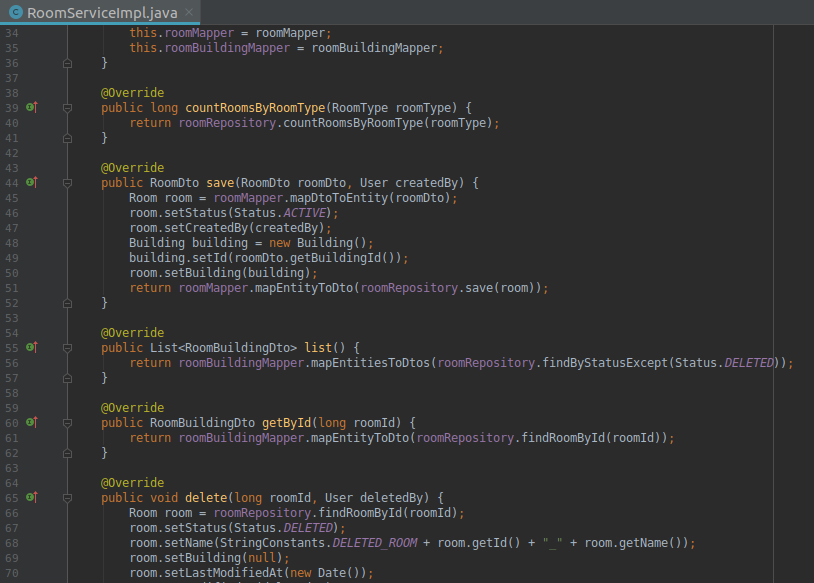 RoomServiceImpl.java
34 this.roomMapper = roomMapper;
35 this.roomBuildingMapper = roomBuildingMapper;
36 }
37
38 @Override
39 public long countRoomsByRoomType(RoomType roomType) {
40 return roomRepository.countRoomsByRoomType(roomType);
41 }
42
43 @Override
44 public RoomDto save(RoomDto roomDto, User createdBy) {
45 Room room = roomMapper.mapDtoToEntity(roomDto);
46 room.setStatus(Status.ACTIVE);
47 room.setCreatedBy(createdBy);
48 Building building = new Building();
49 building.setId(roomDto.getBuildingId());
50 room.setBuilding(building);
51 return roomMapper.mapEntityToDto(roomRepository.save(room));
52 }
53
54 @Override
55 public List<RoomBuildingDto> list() {
56 return roomBuildingMapper.mapEntitiesToDtos(roomRepository.findByStatusExcept(Status.DELETED));
57 }
58
59 @Override
60 public RoomBuildingDto getById(long roomId) {
61 return roomBuildingMapper.mapEntityToDto(roomRepository.findRoomById(roomId));
62 }
63
64 @Override
65 public void delete(long roomId, User deletedBy) {
66 Room room = roomRepository.findRoomById(roomId);
67 room.setStatus(Status.DELETED);
68 room.setName(StringConstants.DELETED_ROOM + room.getId() + "_" + room.getName());
69 room.setBuilding(null);
70 room.setLastModifiedAt(new Date());